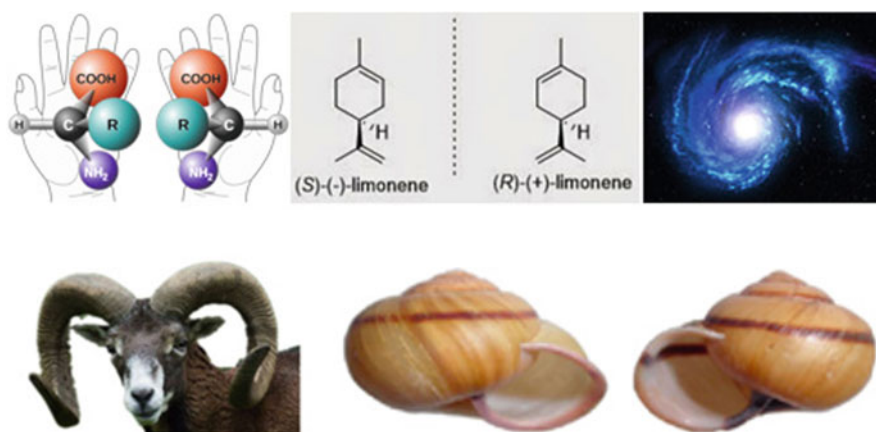 COOH
COOH
H
C
R
R
C
H
NH2
NH2
H
H
(S)-(-)-limonene
(R)-(+)-limonene